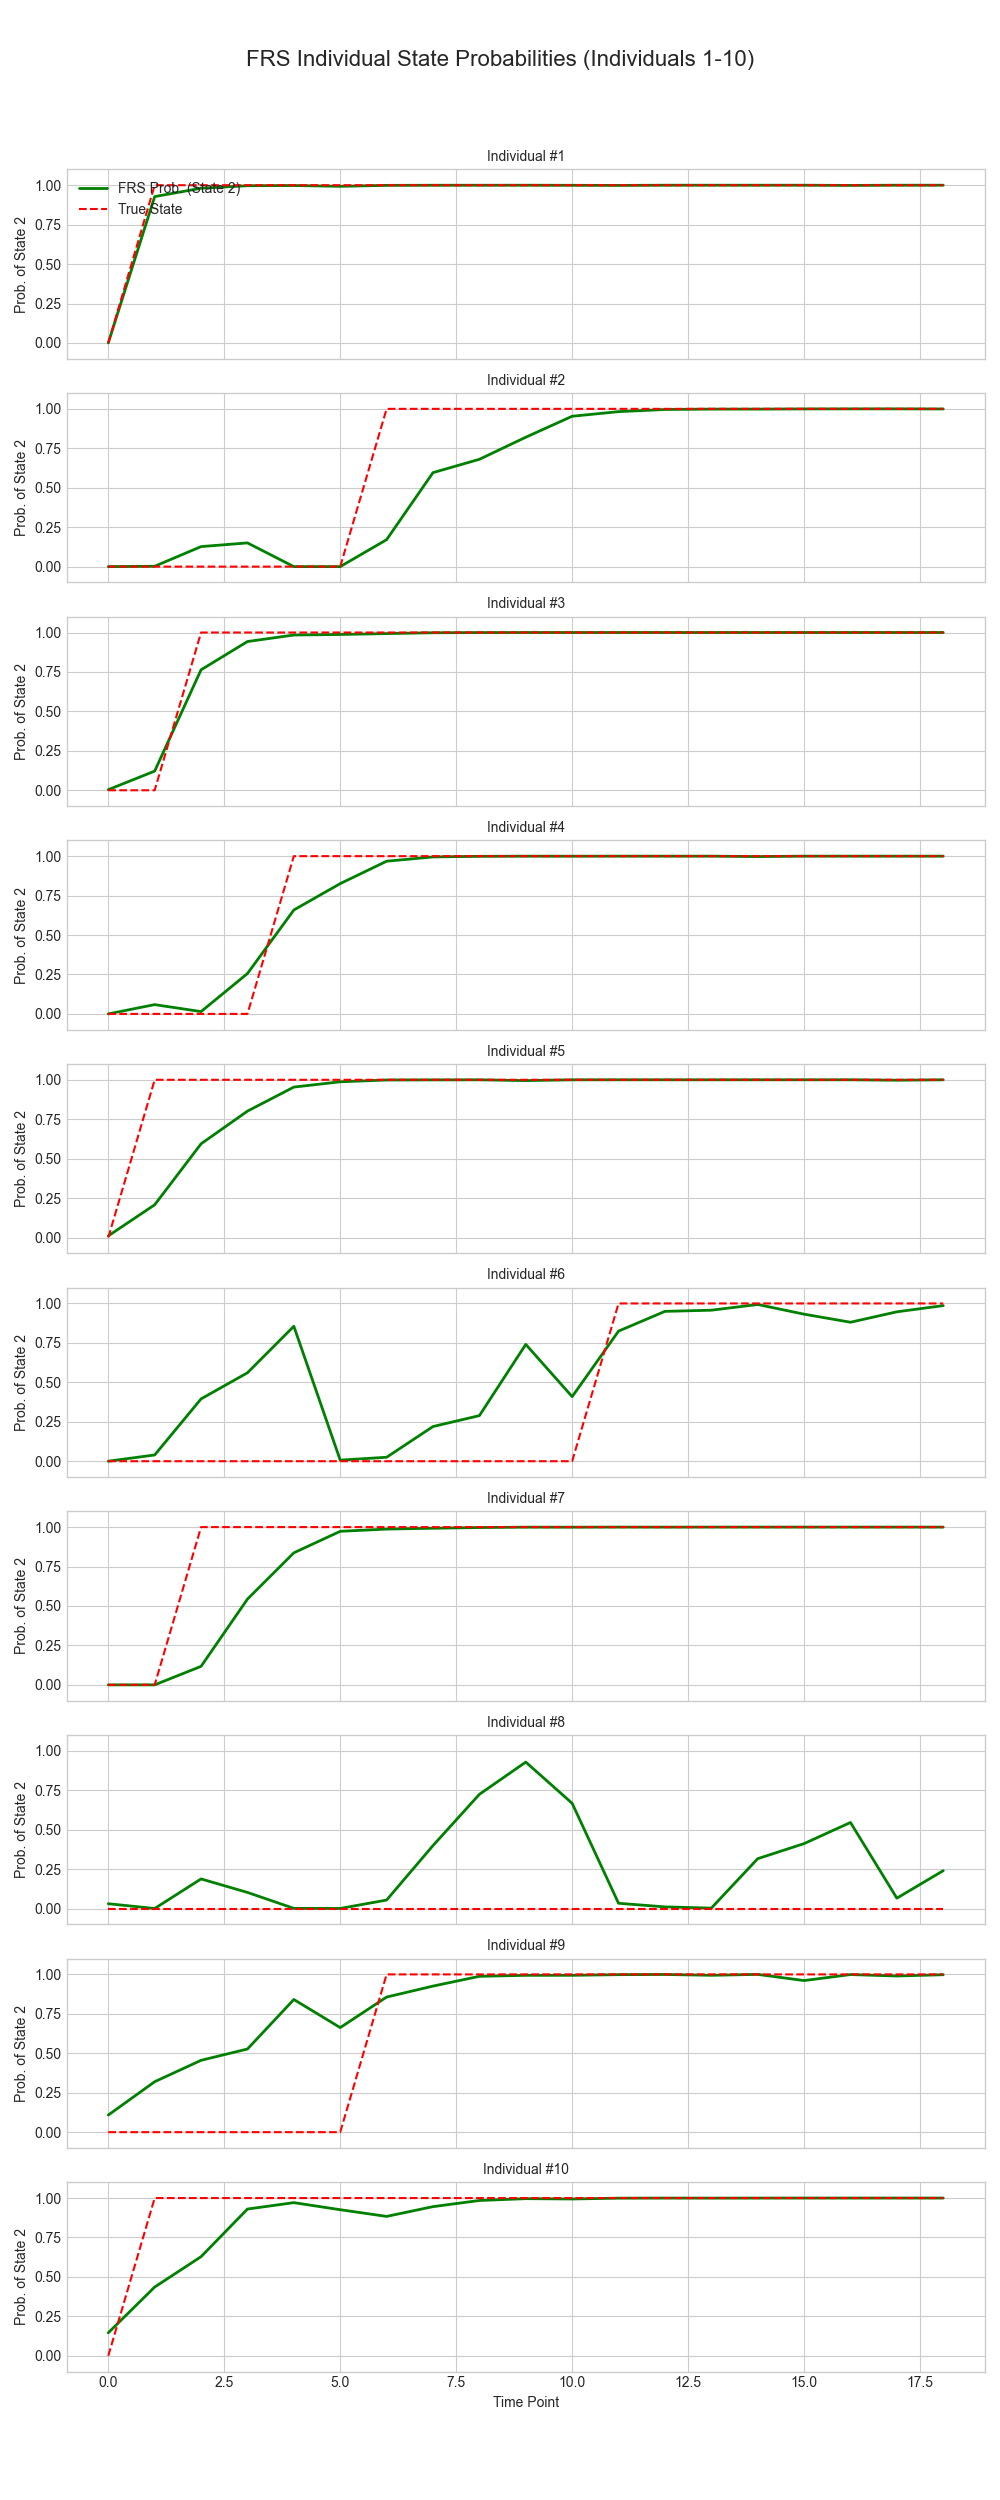 FRS Individual State Probabilities (Individuals 1-10)
Individual #1
FRS Prob. (State 2)
True State
Prob. of State 2
1.00
0.75
0.50
0.25
0.00
Individual #2
Prob. of State 2
1.00
0.75
0.50
0.25
0.00
Individual #3
Prob. of State 2
1.00
0.75
0.50
0.25
0.00
Individual #4
Prob. of State 2
1.00
0.75
0.50
0.25
0.00
Individual #5
Prob. of State 2
1.00
0.75
0.50
0.25
0.00
Individual #6
Prob. of State 2
1.00
0.75
0.50
0.25
0.00
Individual #7
Prob. of State 2
1.00
0.75
0.50
0.25
0.00
Individual #8
Prob. of State 2
1.00
0.75
0.50
0.25
0.00
Individual #9
Prob. of State 2
1.00
0.75
0.50
0.25
0.00
Individual #10
Prob. of State 2
1.00
0.75
0.50
0.25
0.00
0.0 2.5 5.0 7.5 10.0 12.5 15.0 17.5
Time Point